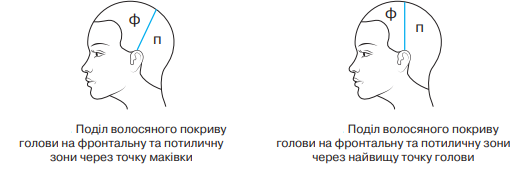 ф
п
Поділ волосяного покриву
голови на фронтальну та потиличну
зони через точку маківки
ф
п
Поділ волосяного покриву
голови на фронтальну та потиличну зони
через найвищу точку голови